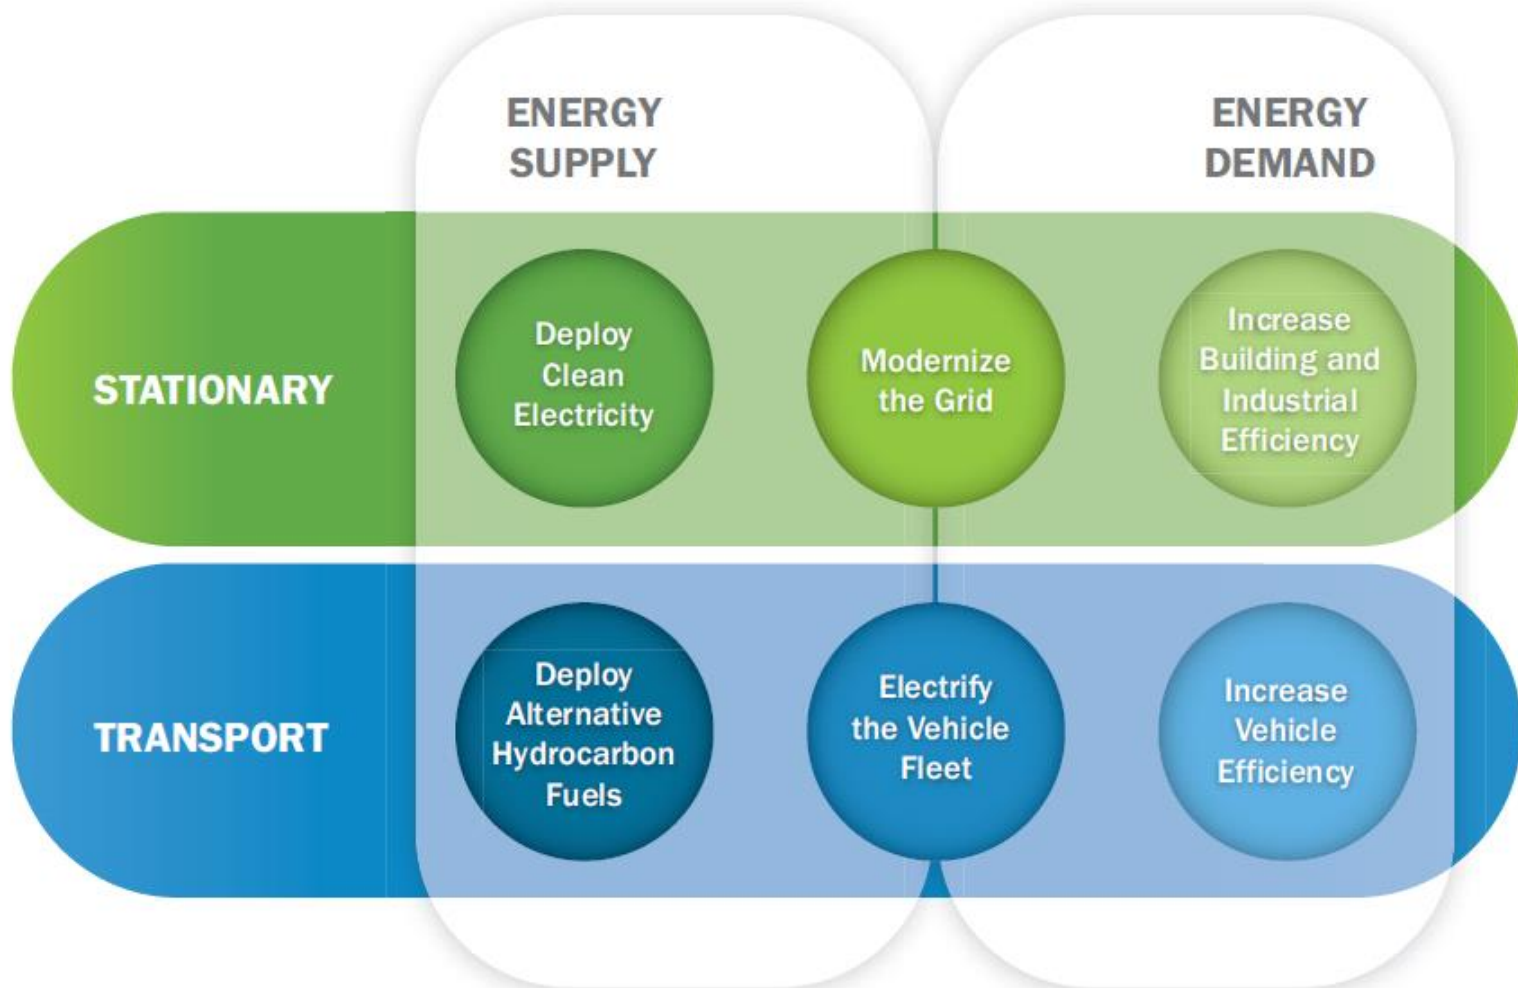 ENERGY
SUPPLY
ENERGY
DEMAND
STATIONARY
Deploy
Clean
Electricity
Modernize
the Grid
Increase
Building and
Industrial
Efficiency
TRANSPORT
Deploy
Alternative
Hydrocarbon
Fuels
Electrify
the Vehicle
Fleet
Increase
Vehicle
Efficiency